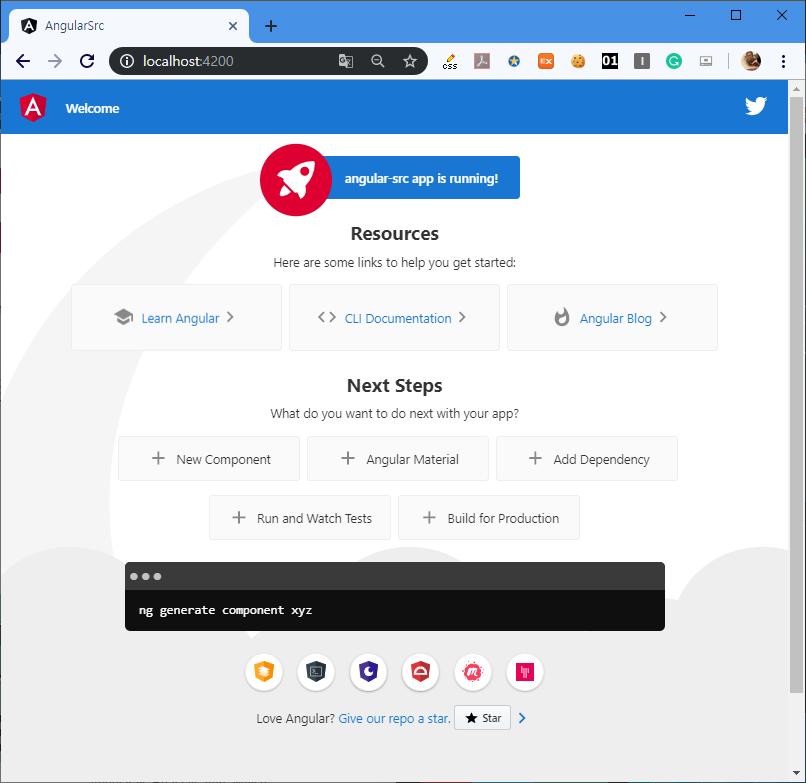 AngularSrc
localhost:4200
css
EX
01
Welcome
angular-src app is running!
Resources
Here are some links to help you get started:
Learn Angular
CLI Documentation
Angular Blog
Next Steps
What do you want to do next with your app?
New Component
Angular Material
Add Dependency
Run and Watch Tests
Build for Production
ng generate component xyz
Love Angular? Give our repo a star.
Star